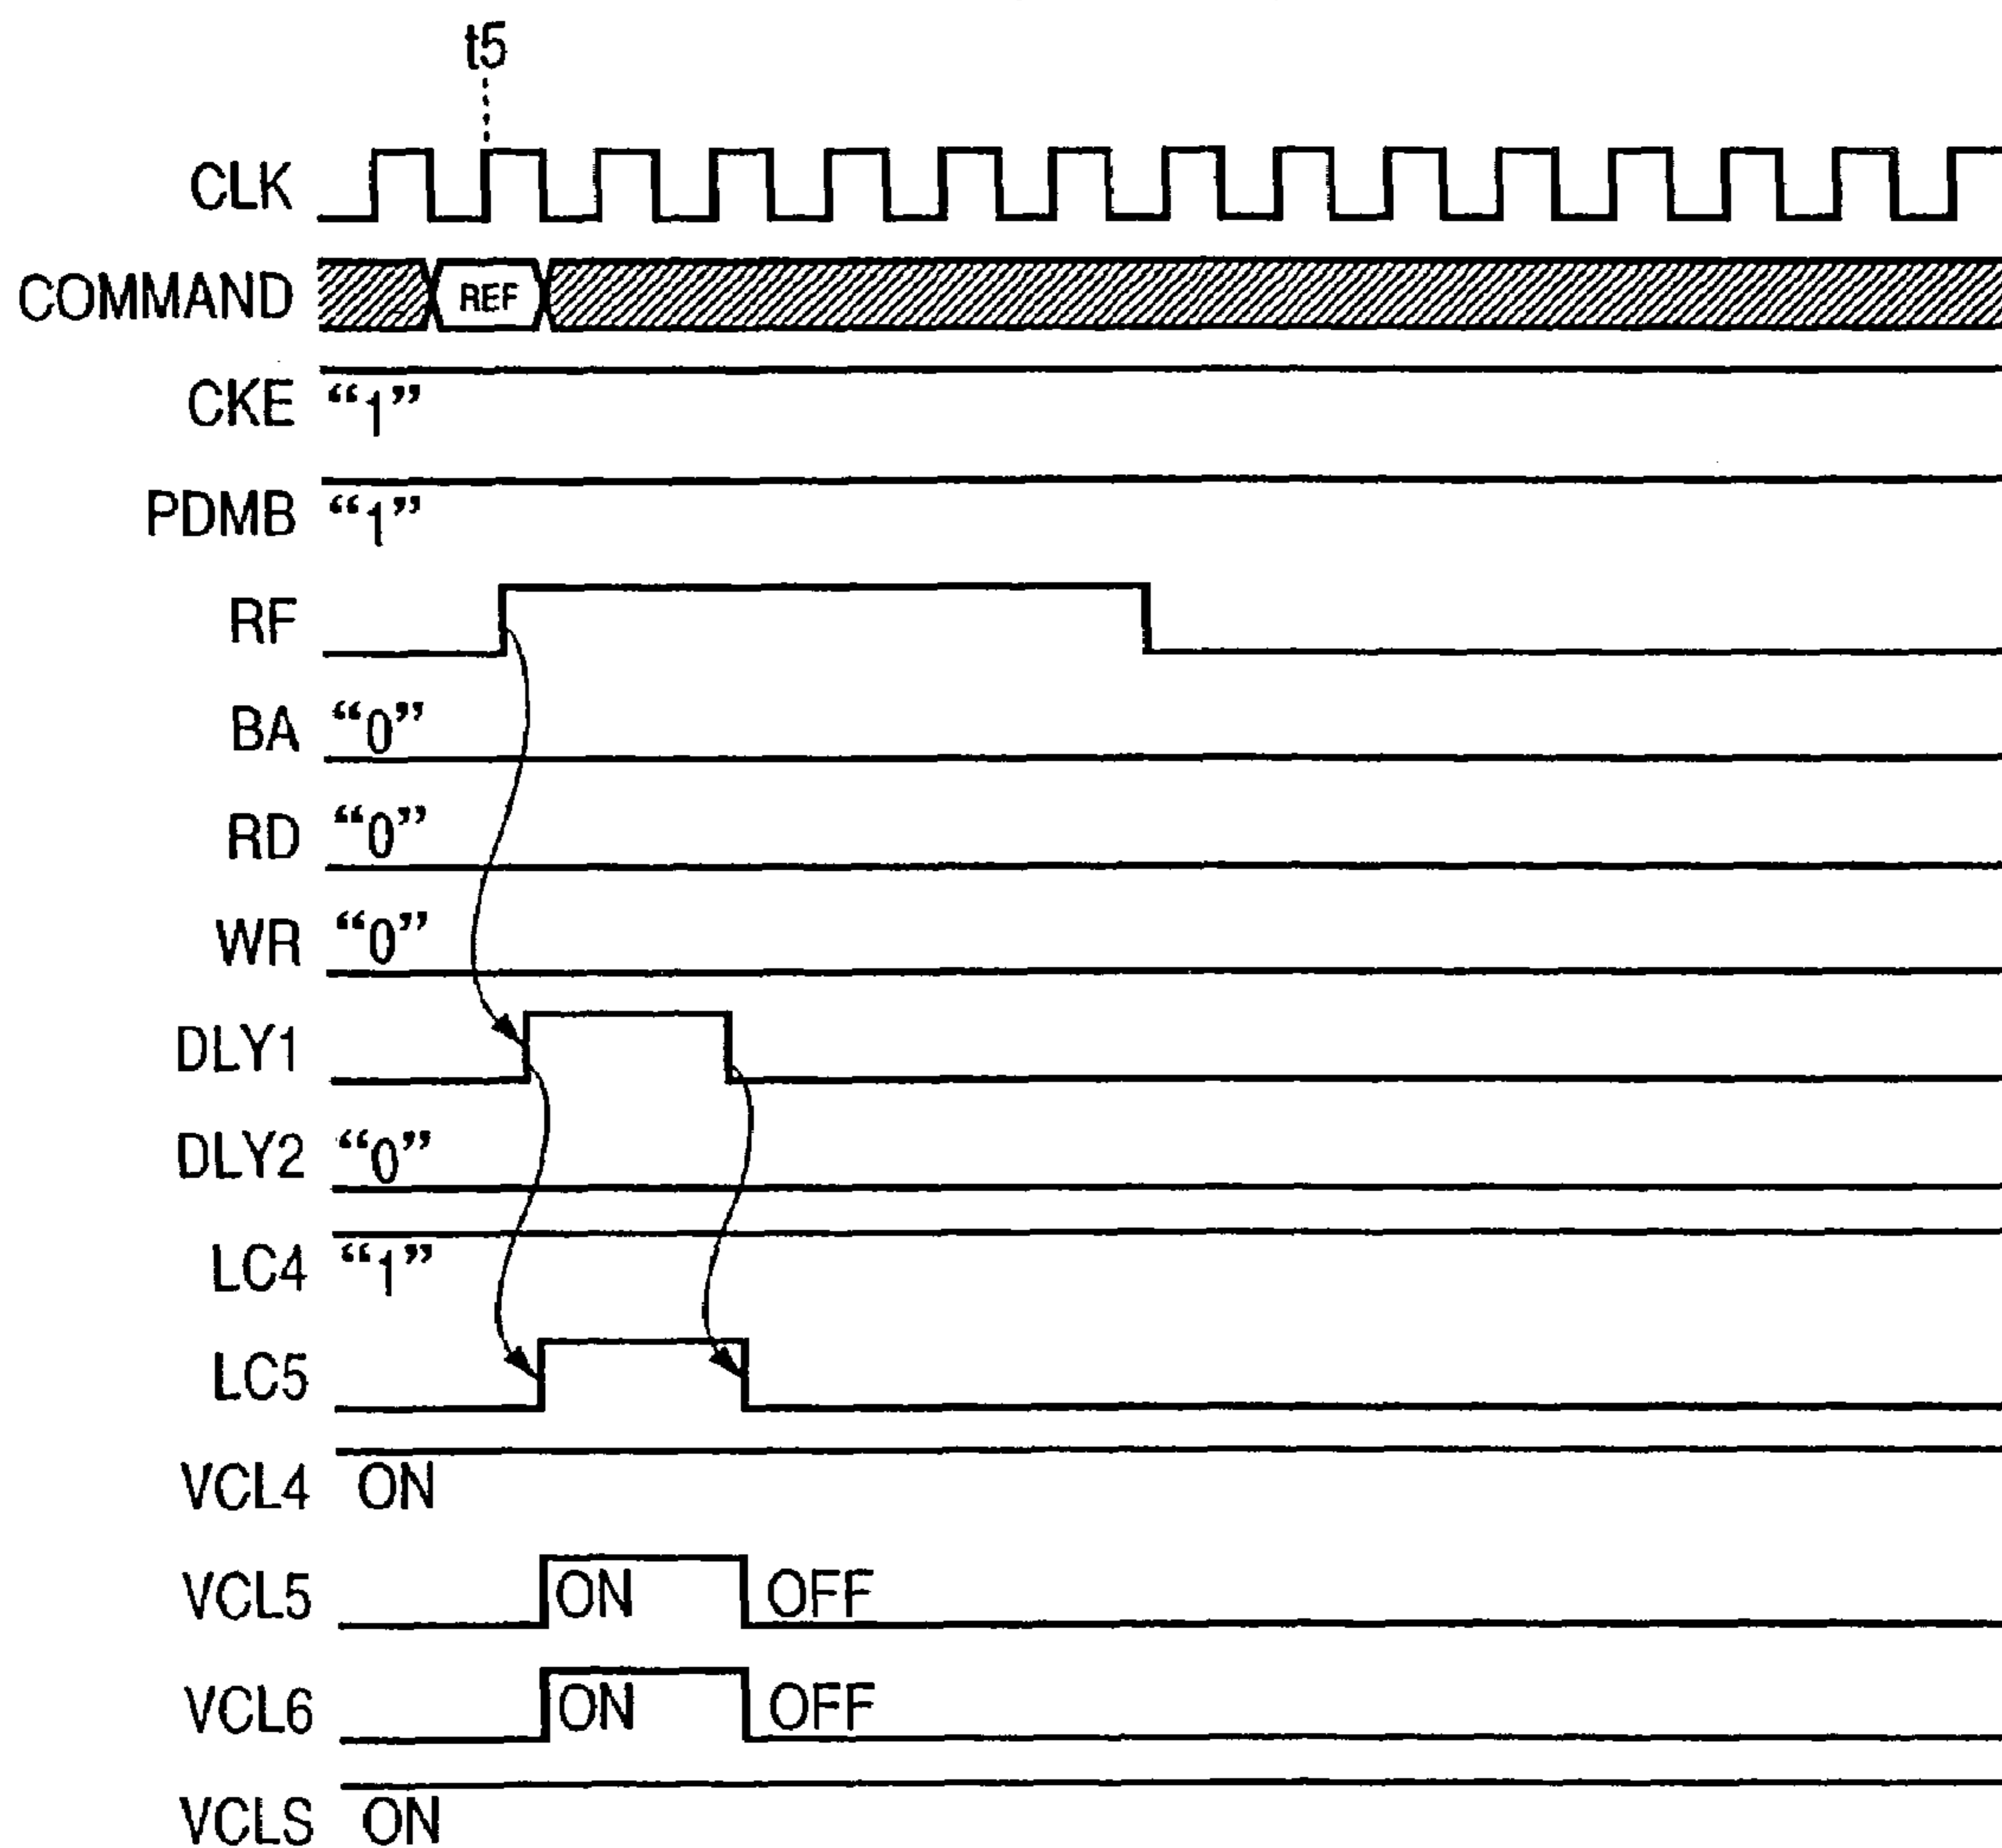 t5
CLK
COMMAND REF
CKE “1”
PDMB “1”
RF
BA “0”
RD “0”
WR “0”
DLY1
DLY2 “0”
LC4 “1”
LC5
VCL4 ON
VCL5 ON OFF
VCL6 ON OFF
VCLS ON